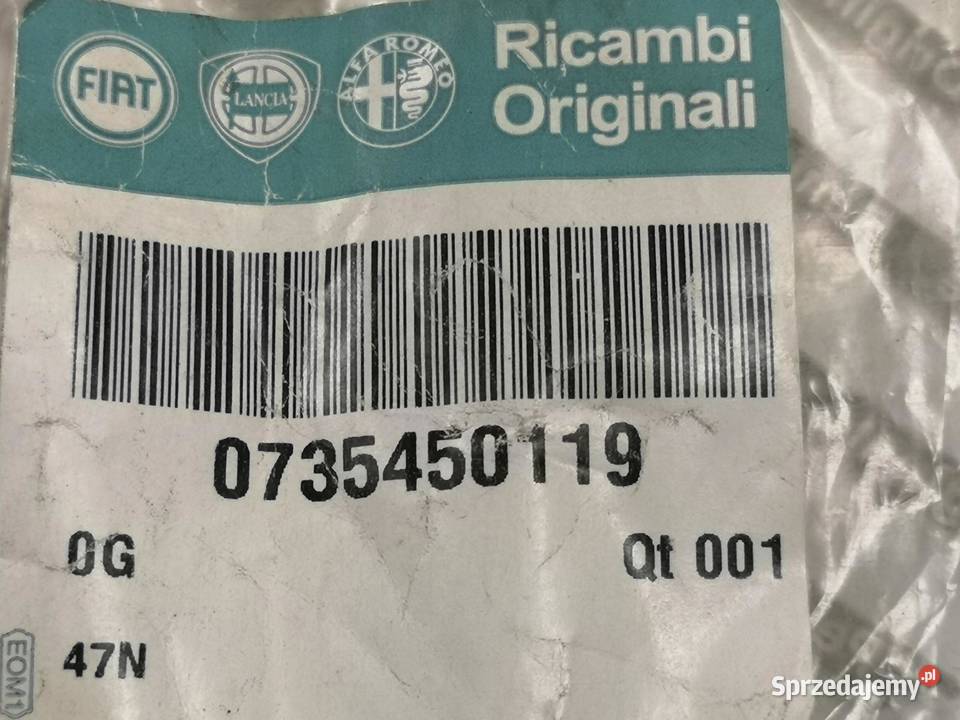 FIAT
LANCIA
ALFA ROMEO
Ricambi
Originali
0735450119
0G
Qt 001
47N
EOM1
Sprzedajemy.pl